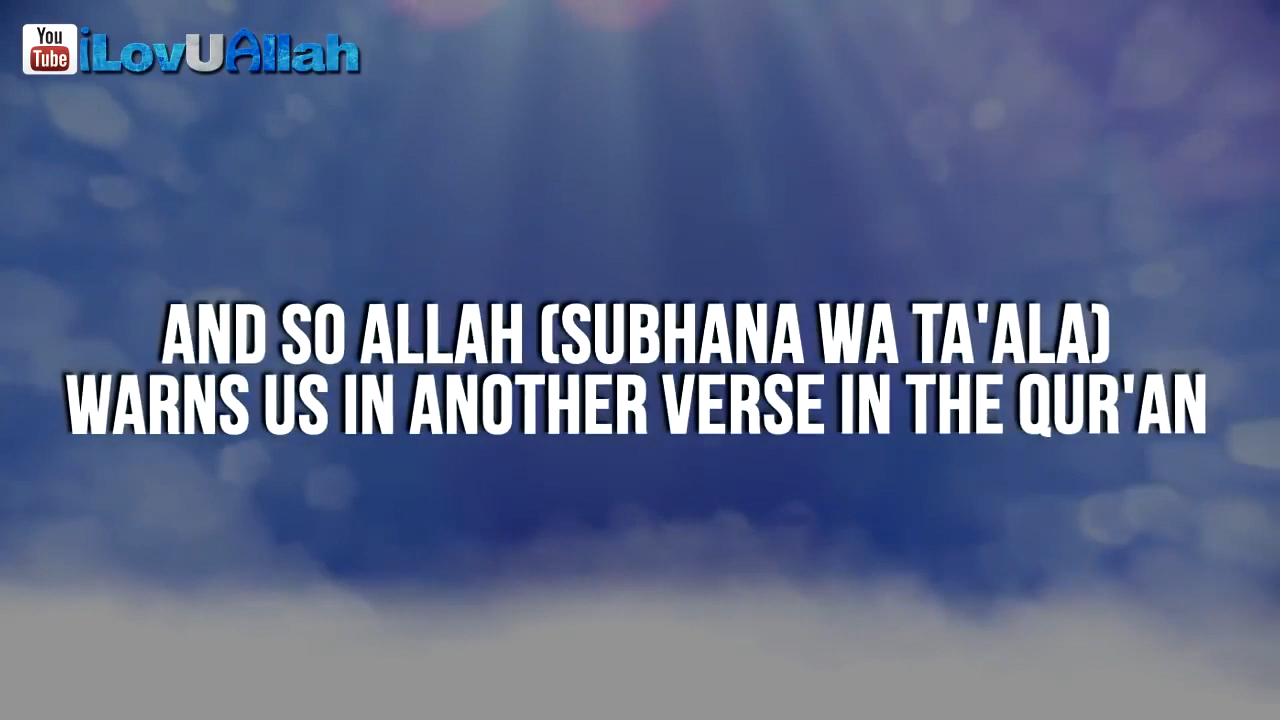 You
Tube
iLovUAllah
AND SO ALLAH (SUBHANA WA TA'ALA)
WARNS US IN ANOTHER VERSE IN THE QUR'AN